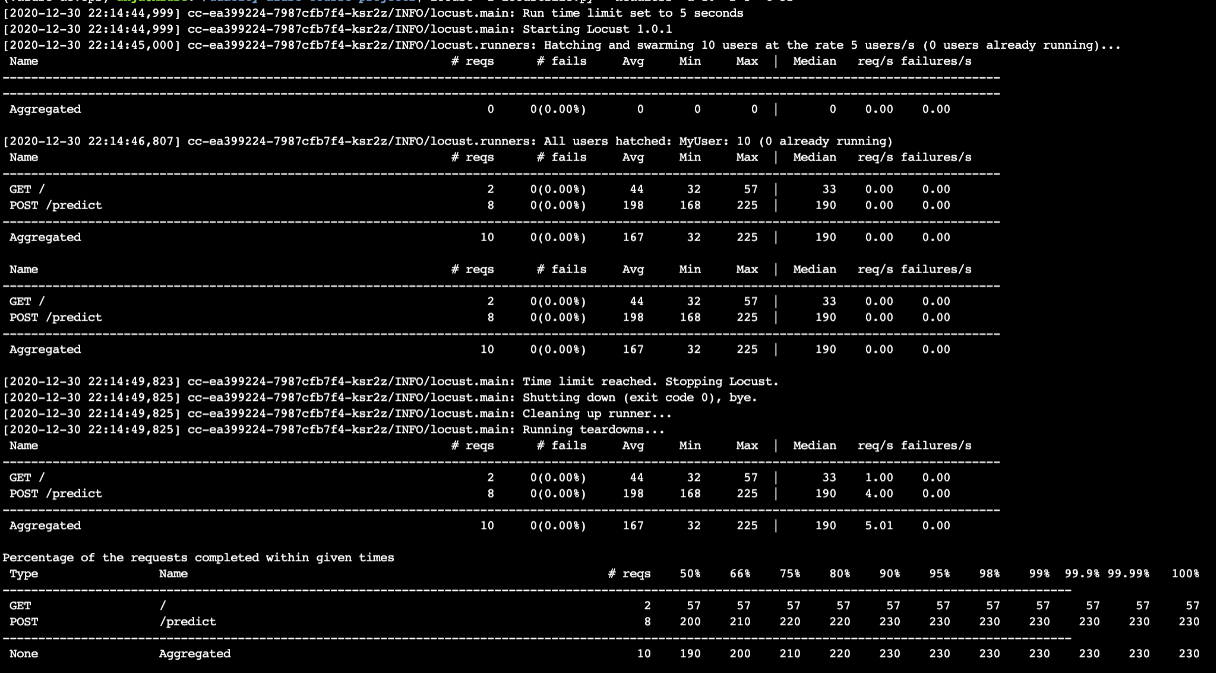 [2020-12-30 22:14:44,999] cc-ea399224-7987cfb7f4-ksr2z/INFO/locust.main: Run time limit set to 5 seconds
[2020-12-30 22:14:44,999] cc-ea399224-7987cfb7f4-ksr2z/INFO/locust.main: Starting Locust 1.0.1
[2020-12-30 22:14:45,000] cc-ea399224-7987cfb7f4-ksr2z/INFO/locust.runners: Hatching and swarming 10 users at the rate 5 users/s (0 users already running)...
Name # reqs # fails Avg Min Max | Median req/s failures/s
Aggregated 0 0(0.00%) 0 0 0 | 0 0.00 0.00
[2020-12-30 22:14:46,807] cc-ea399224-7987cfb7f4-ksr2z/INFO/locust.runners: All users hatched: MyUser: 10 (0 already running)
Name # reqs # fails Avg Min Max | Median req/s failures/s
GET / 2 0(0.00%) 44 32 57 | 33 0.00 0.00
POST /predict 8 0(0.00%) 198 168 225 | 190 0.00 0.00
Aggregated 10 0(0.00%) 167 32 225 | 190 0.00 0.00
Name # reqs # fails Avg Min Max | Median req/s failures/s
GET / 2 0(0.00%) 44 32 57 | 33 0.00 0.00
POST /predict 8 0(0.00%) 198 168 225 | 190 0.00 0.00
Aggregated 10 0(0.00%) 167 32 225 | 190 0.00 0.00
[2020-12-30 22:14:49,823] cc-ea399224-7987cfb7f4-ksr2z/INFO/locust.main: Time limit reached. Stopping Locust.
[2020-12-30 22:14:49,825] cc-ea399224-7987cfb7f4-ksr2z/INFO/locust.main: Shutting down (exit code 0), bye.
[2020-12-30 22:14:49,825] cc-ea399224-7987cfb7f4-ksr2z/INFO/locust.main: Cleaning up runner...
[2020-12-30 22:14:49,825] cc-ea399224-7987cfb7f4-ksr2z/INFO/locust.main: Running teardowns...
Name # reqs # fails Avg Min Max | Median req/s failures/s
GET / 2 0(0.00%) 44 32 57 | 33 1.00 0.00
POST /predict 8 0(0.00%) 198 168 225 | 190 4.00 0.00
Aggregated 10 0(0.00%) 167 32 225 | 190 5.01 0.00
Percentage of the requests completed within given times
Type Name # reqs 50% 66% 75% 80% 90% 95% 98% 99% 99.9% 99.99% 100%
GET / 2 57 57 57 57 57 57 57 57 57 57 57
POST /predict 8 200 210 220 220 230 230 230 230 230 230 230
None Aggregated 10 190 200 210 220 230 230 230 230 230 230 230